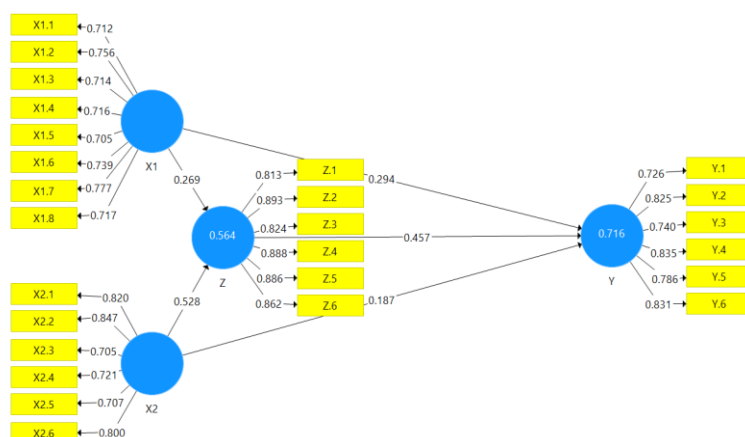 X1.1
0.712
X1.2
0.756
X1.3
0.714
X1.4
0.716
X1.5
0.705
X1.6
0.739
X1.7
0.777
X1.8
0.717
X1
0.269
0.294
0.564
Z
0.813
Z.1
0.893
Z.2
0.824
Z.3
0.888
Z.4
0.886
Z.5
0.862
Z.6
0.457
0.528
0.187
X2.1
0.820
X2.2
0.847
X2.3
0.705
X2.4
0.721
X2.5
0.707
X2.6
0.800
X2
0.716
Y
0.726
Y.1
0.825
Y.2
0.740
Y.3
0.835
Y.4
0.786
Y.5
0.831
Y.6